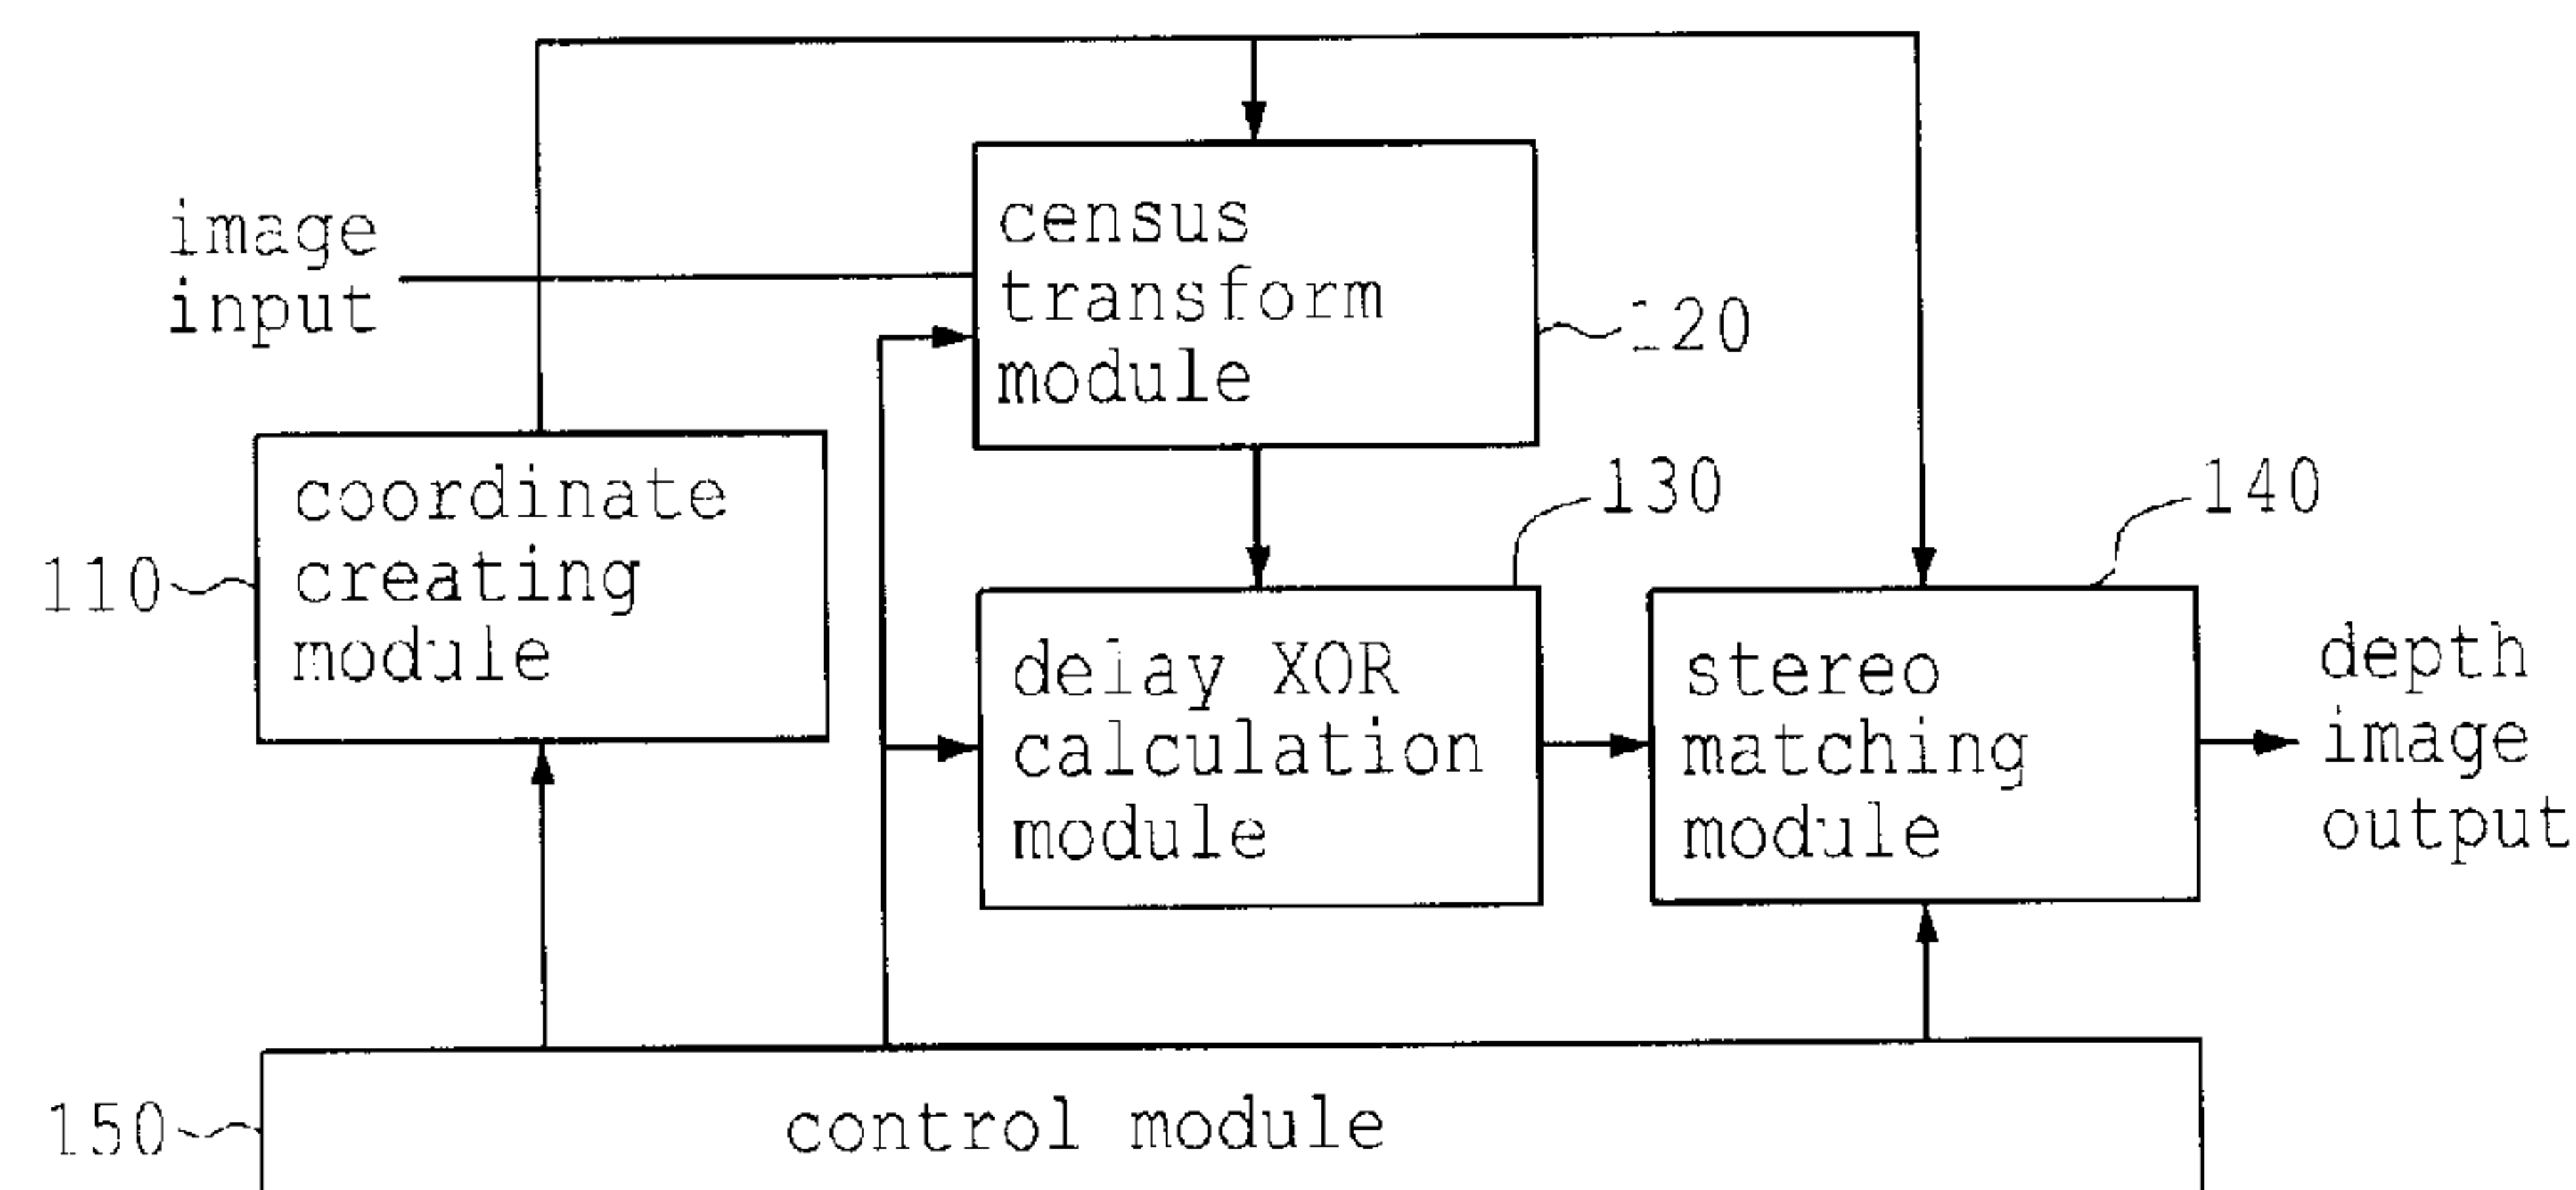 image
input
census
transform
module
120
coordinate
creating
module
110
130
140
delay XOR
calculation
module
stereo
matching
module
depth
image
output
150
control module